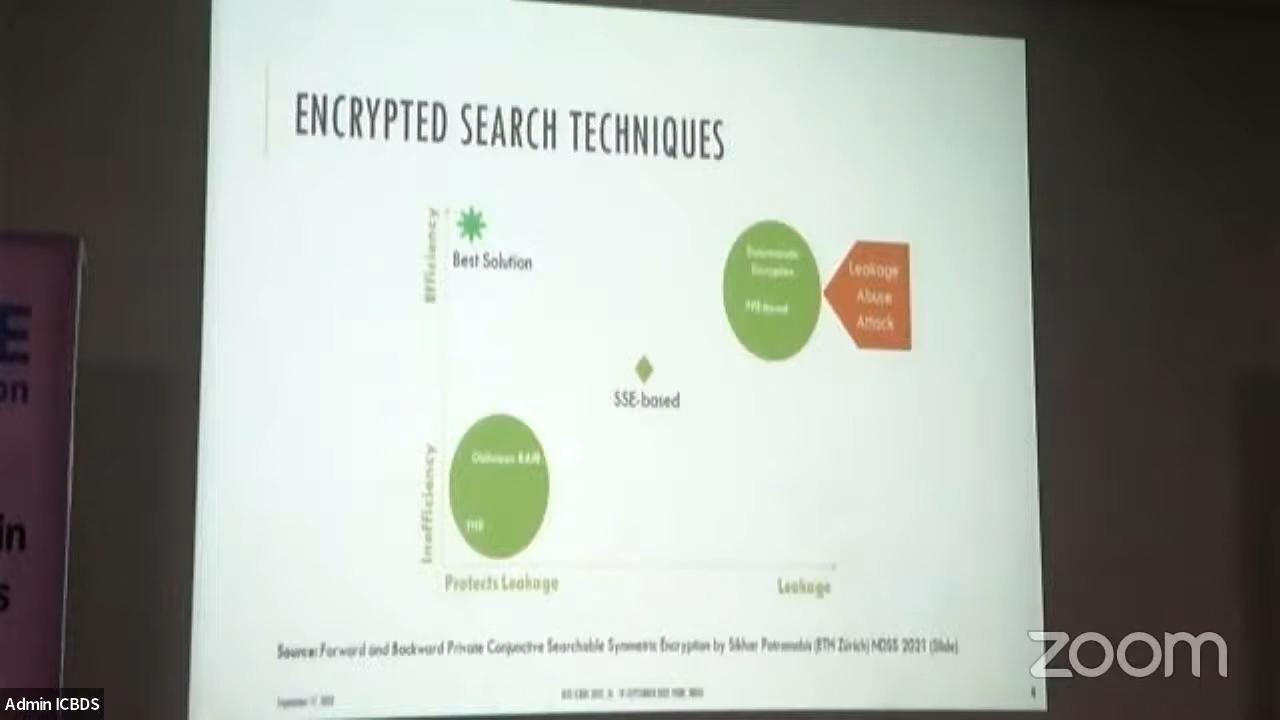 ENCRYPTED SEARCH TECHNIQUES
Efficiency
Best Solution
Deterministic
Encryption
PPE-based
Leakage
Abuse
Attack
SSE-based
Inefficiency
Oblivious RAM
FHE
Protects Leakage
Leakage
Source: Forward and Backward Private Conjunctive Searchable Symmetric Encryption by Sikhar Patranabis (ETH Zürich) NDSS 2021 (Slide)
E
on
in
s
zoom
Admin ICBDS